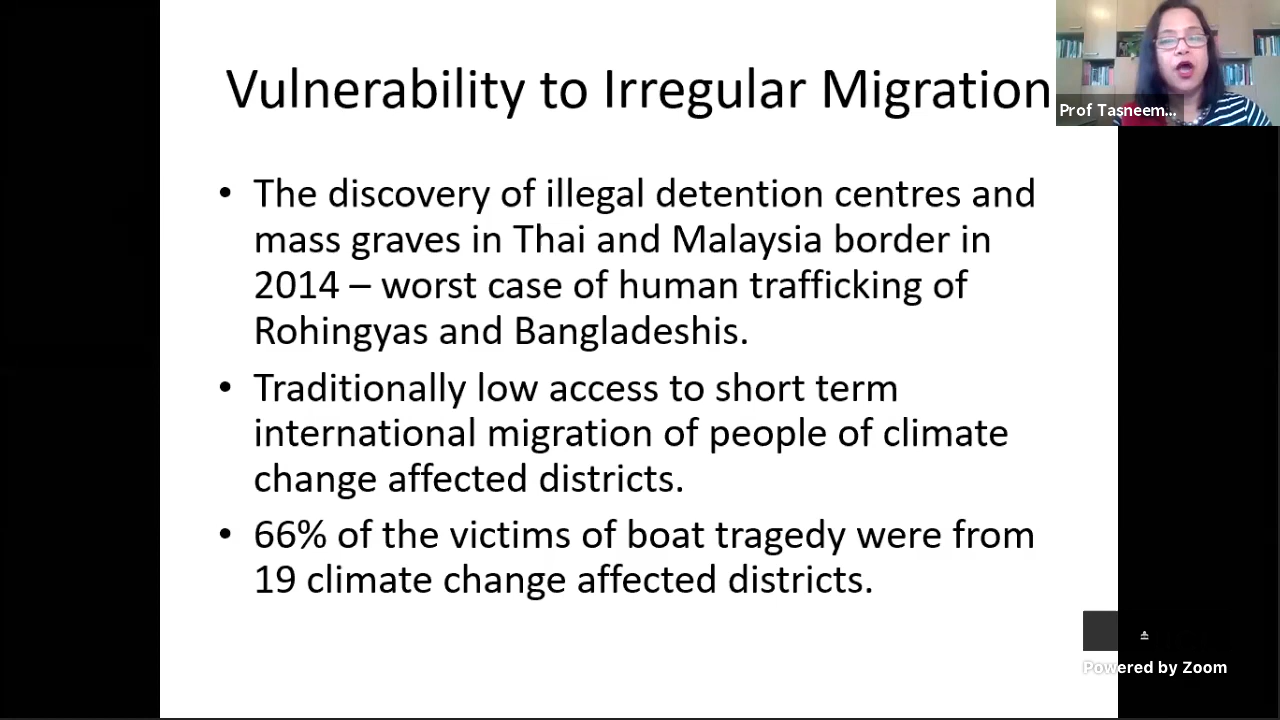 Vulnerability to Irregular Migration
Prof Tasneem...
• The discovery of illegal detention centres and
mass graves in Thai and Malaysia border in
2014 – worst case of human trafficking of
Rohingyas and Bangladeshis.
• Traditionally low access to short term
international migration of people of climate
change affected districts.
• 66% of the victims of boat tragedy were from
19 climate change affected districts.
Powered by Zoom